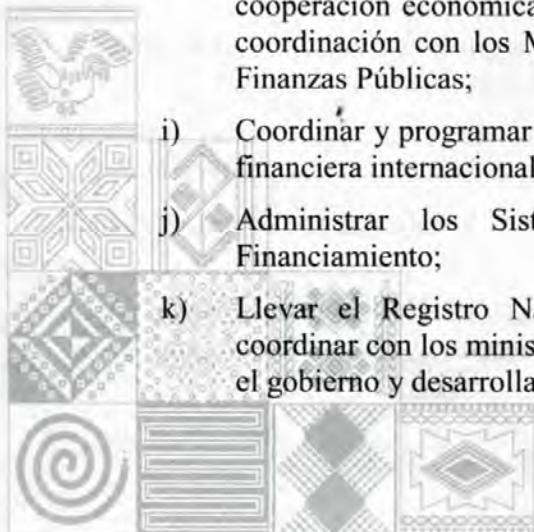 cooperación económica
coordinación con los M
Finanzas Públicas;
i) Coordinar y programar
financiera internacional
j) Administrar los Sist
Financiamiento;
k) Llevar el Registro N
coordinar con los minis
el gobierno y desarrolla